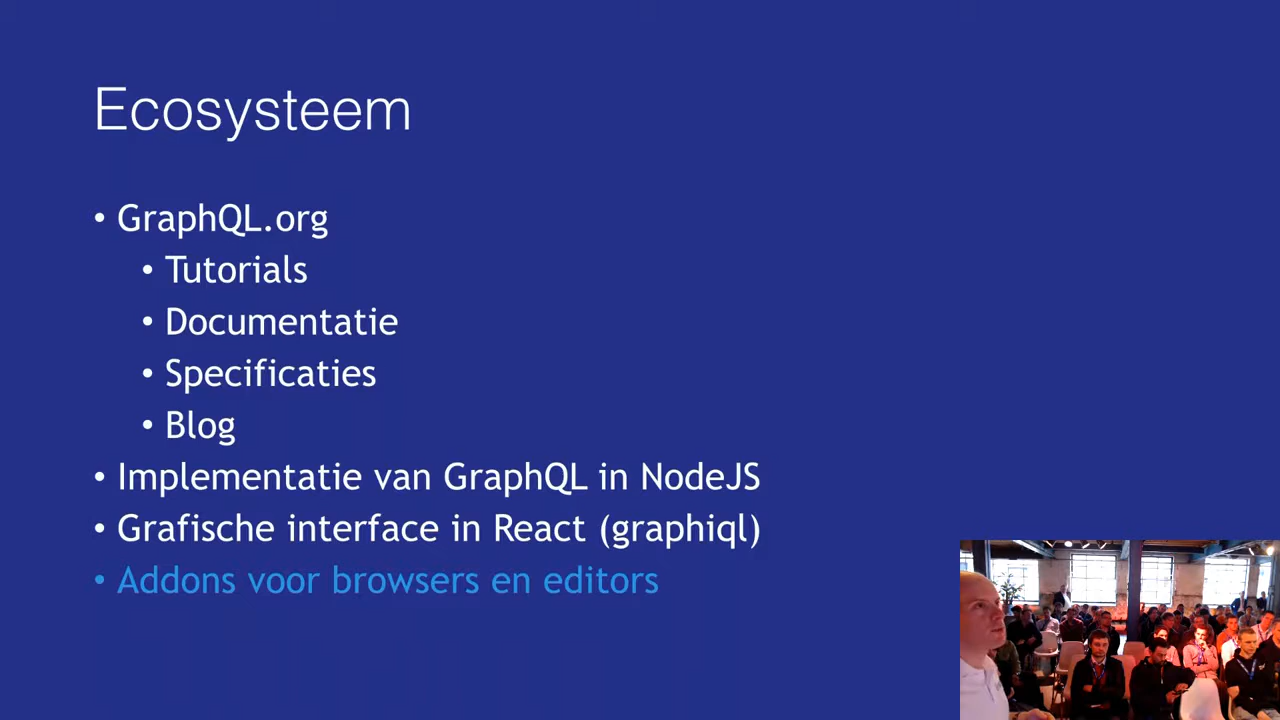 Ecosysteem
• GraphQL.org
• Tutorials
• Documentatie
• Specificaties
• Blog
• Implementatie van GraphQL in NodeJS
• Grafische interface in React (graphiql)
• Addons voor browsers en editors